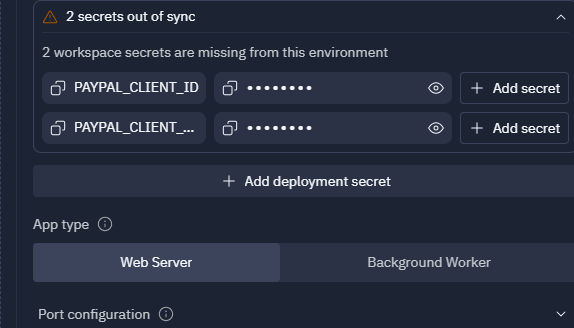 2 secrets out of sync
2 workspace secrets are missing from this environment
PAYPAL_CLIENT_ID •••••••• Add secret
PAYPAL_CLIENT_... •••••••• Add secret
Add deployment secret
App type
Web Server Background Worker
Port configuration